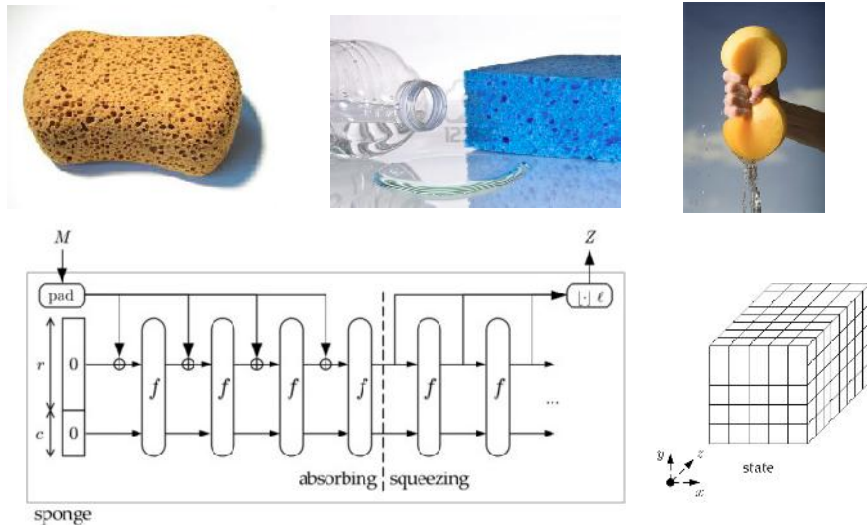 M
Z
pad
⌊·⌋ ℓ
r
0
f
f
f
f
f
f
c
0
...
absorbing
squeezing
sponge
y
z
x
state